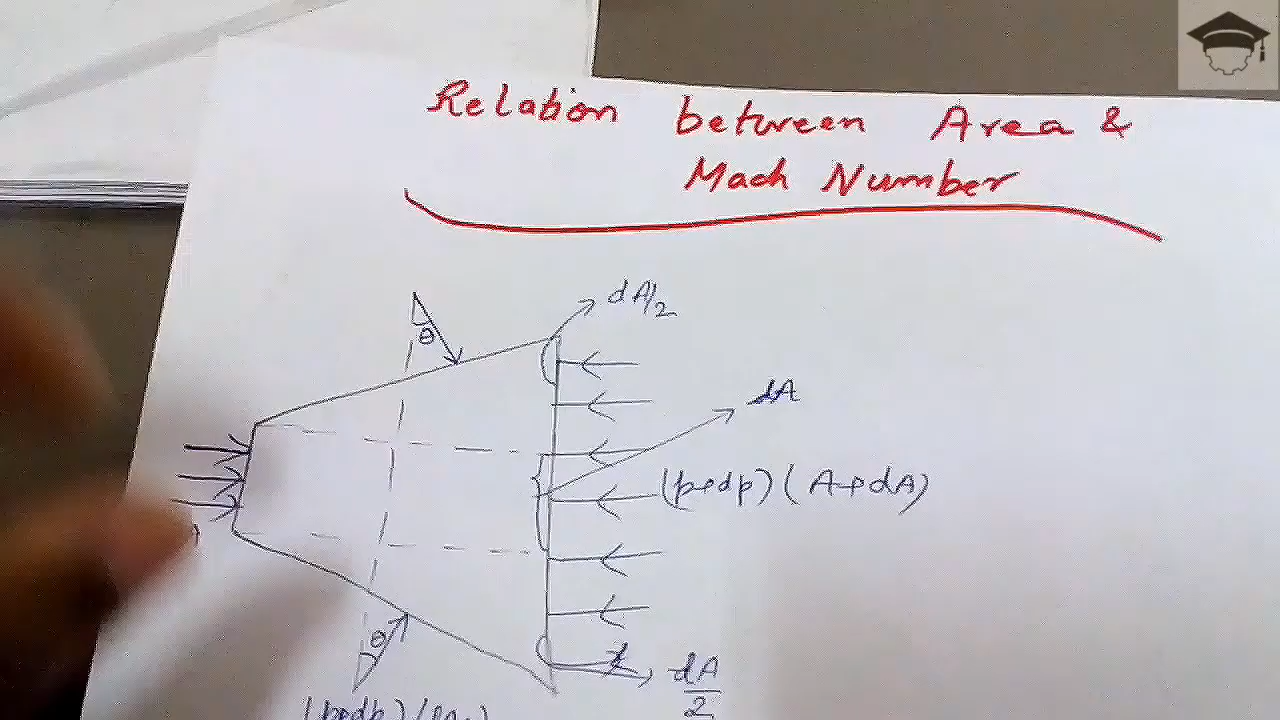 Relation between Area &
Mach Number
dA/2
θ
dA
(p+dp) (A+dA)
θ
dA/2